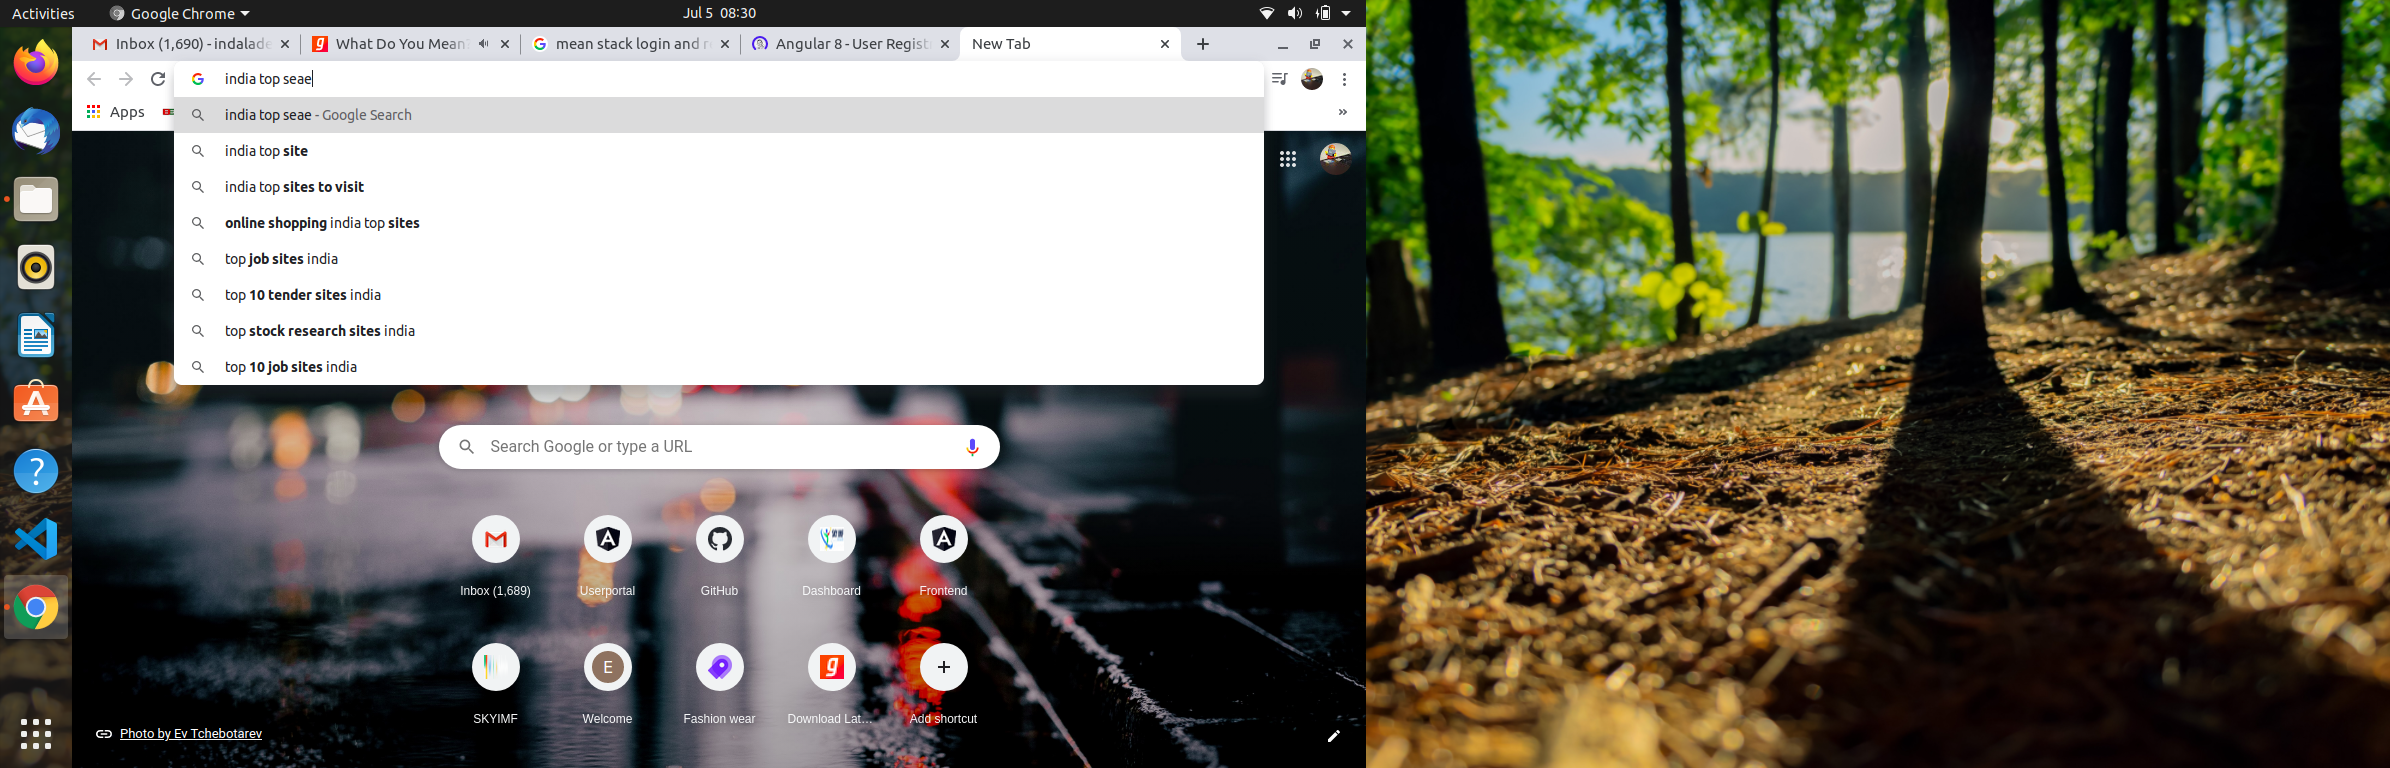 Activities
Google Chrome
Jul 5 08:30
Inbox (1,690) - indalade
What Do You Mean?
mean stack login and r
Angular 8 - User Regist
New Tab
india top seae
Apps
india top seae - Google Search
india top site
india top sites to visit
online shopping india top sites
top job sites india
top 10 tender sites india
top stock research sites india
top 10 job sites india
Search Google or type a URL
Inbox (1,689)
Userportal
GitHub
Dashboard
Frontend
E
SKYIMF
Welcome
Fashion wear
Download Lat...
Add shortcut
Photo by Ev Tchebotarev